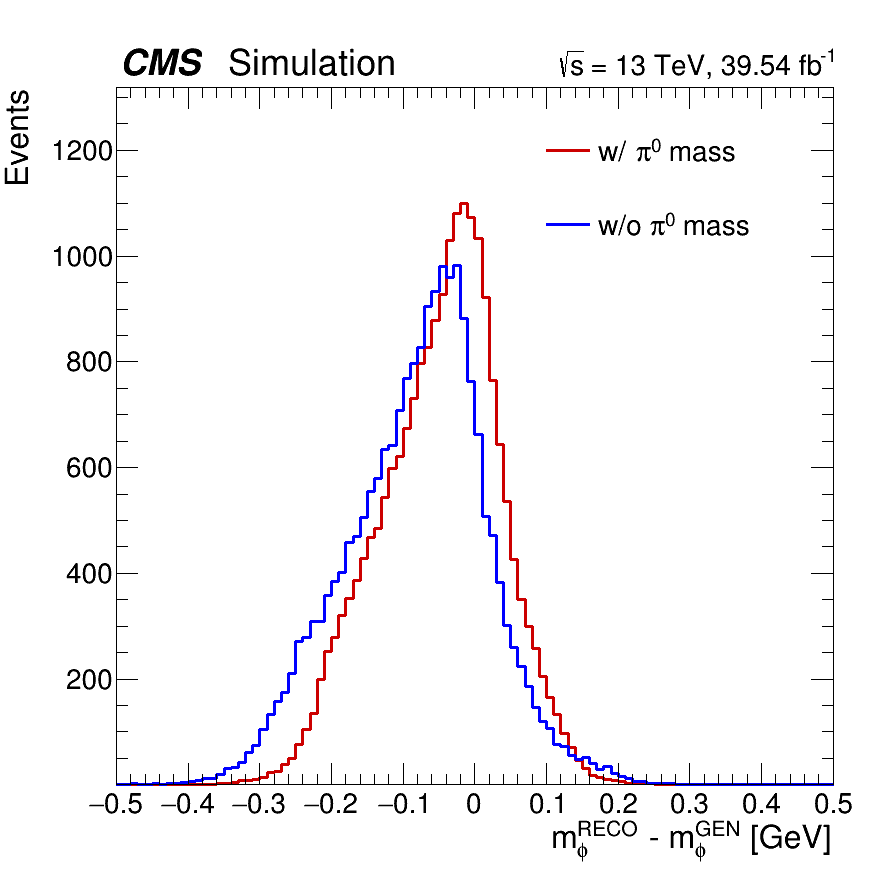 CMS Simulation
√s = 13 TeV, 39.54 fb⁻¹
Events
w/ π⁰ mass
w/o π⁰ mass
1200
1000
800
600
400
200
−0.5 −0.4 −0.3 −0.2 −0.1 0 0.1 0.2 0.3 0.4 0.5
m_ϕ^RECO - m_ϕ^GEN [GeV]